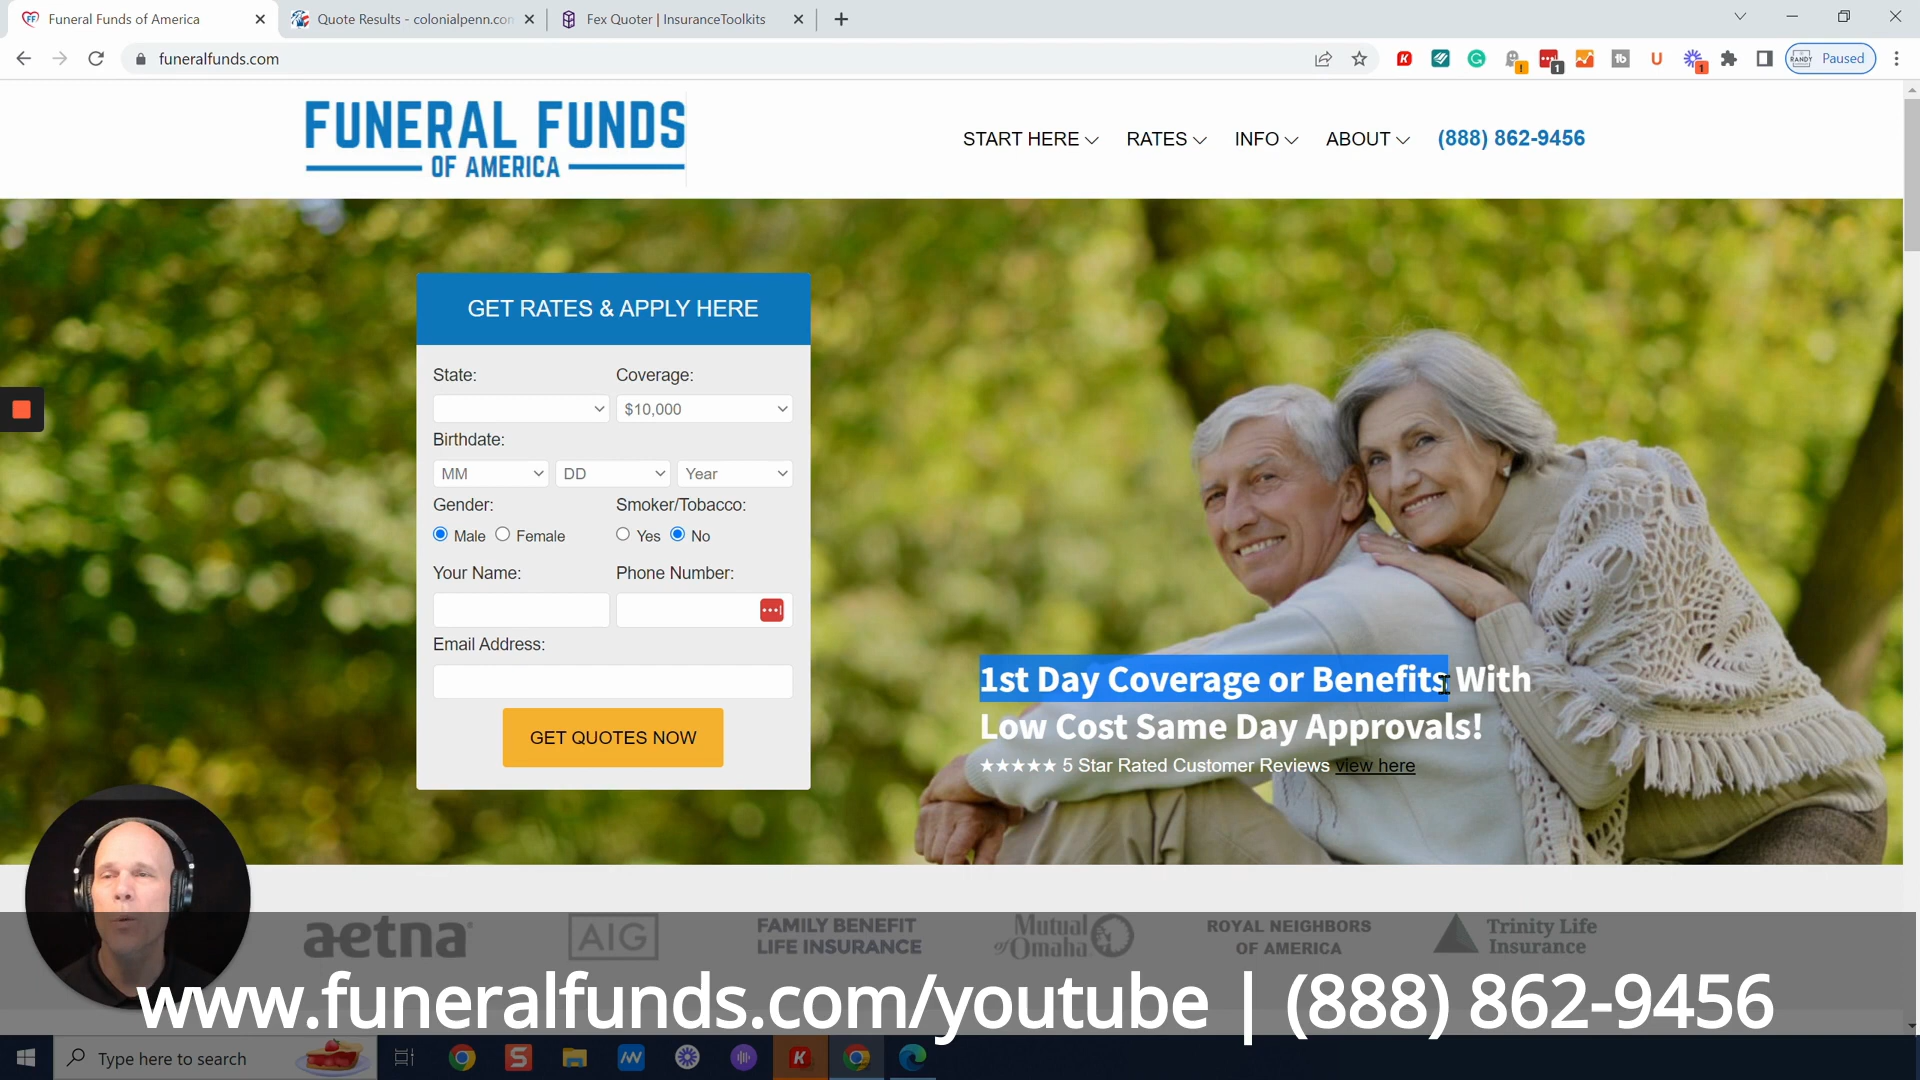 Funeral Funds of America
Quote Results - colonialpenn.com
Fex Quoter | InsuranceToolkits
funeralfunds.com
RANDY
Paused
FUNERAL FUNDS
OF AMERICA
START HERE
RATES
INFO
ABOUT
(888) 862-9456
GET RATES & APPLY HERE
State:
Coverage:
$10,000
Birthdate:
MM
DD
Year
Gender:
Smoker/Tobacco:
Male
Female
Yes
No
Your Name:
Phone Number:
Email Address:
GET QUOTES NOW
1st Day Coverage or Benefits With
Low Cost Same Day Approvals!
★★★★★ 5 Star Rated Customer Reviews view here
aetna
AIG
FAMILY BENEFIT
LIFE INSURANCE
Mutual
of Omaha
ROYAL NEIGHBORS
OF AMERICA
Trinity Life
Insurance
www.funeralfunds.com/youtube | (888) 862-9456
Type here to search